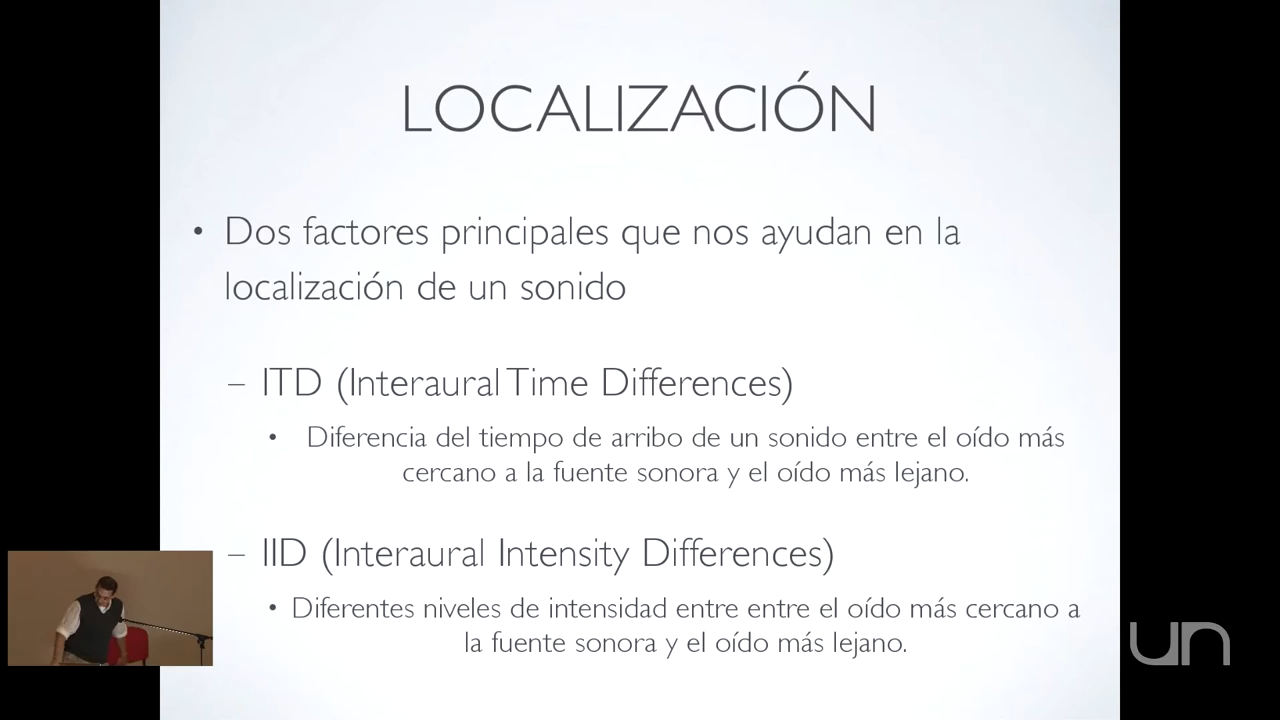 LOCALIZACIÓN
• Dos factores principales que nos ayudan en la
localización de un sonido
– ITD (Interaural Time Differences)
• Diferencia del tiempo de arribo de un sonido entre el oído más
cercano a la fuente sonora y el oído más lejano.
– IID (Interaural Intensity Differences)
• Diferentes niveles de intensidad entre entre el oído más cercano a
la fuente sonora y el oído más lejano.
un